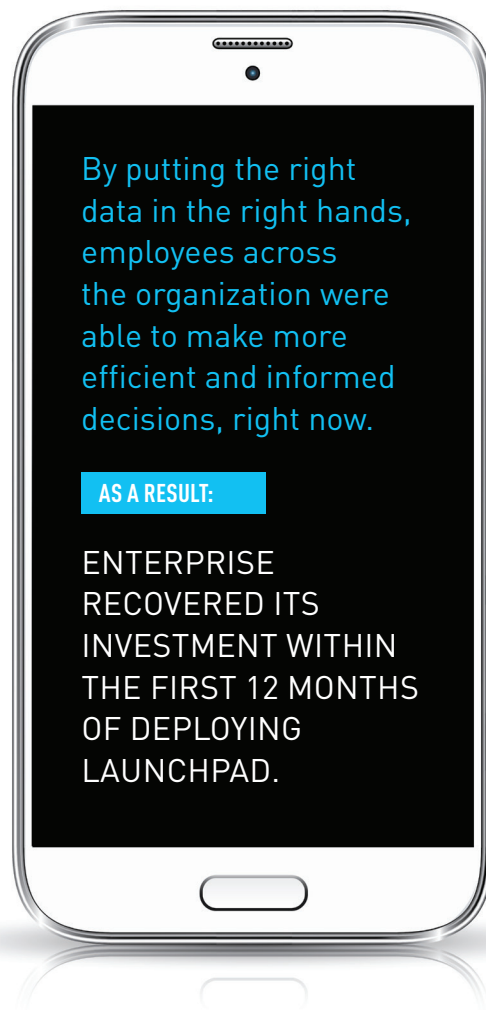 By putting the right
data in the right hands,
employees across
the organization were
able to make more
efficient and informed
decisions, right now.
AS A RESULT:
ENTERPRISE
RECOVERED ITS
INVESTMENT WITHIN
THE FIRST 12 MONTHS
OF DEPLOYING
LAUNCHPAD.